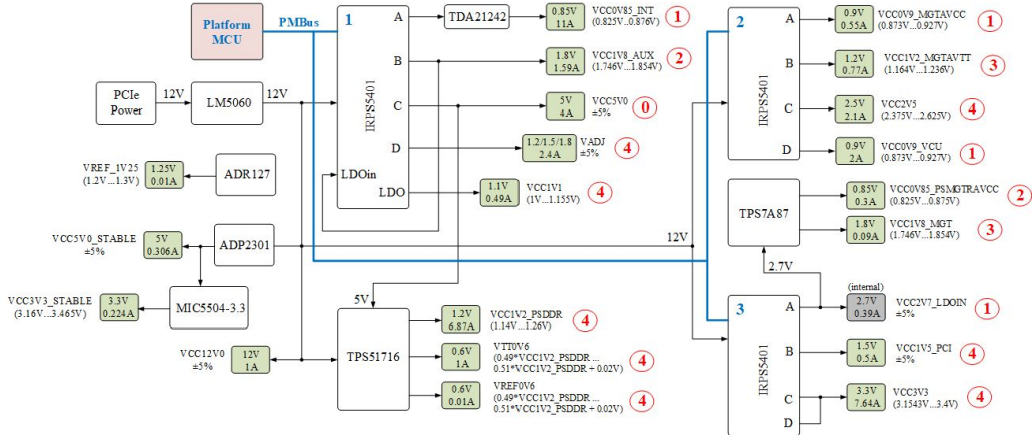 Platform
MCU
PMBus
PCIe
Power
12V
LM5060
12V
1
IRPS5401
A
B
C
D
LDOin
LDO
TDA21242
0.85V
11A
VCC0V85_INT
(0.825V...0.876V)
1
1.8V
1.59A
VCC1V8_AUX
(1.746V...1.854V)
2
5V
4A
VCC5V0
±5%
0
1.2/1.5/1.8
2.4A
VADJ
±5%
4
1.1V
0.49A
VCC1V1
(1V...1.155V)
4
VREF_1V25
(1.2V...1.3V)
1.25V
0.01A
ADR127
VCC5V0_STABLE
±5%
5V
0.306A
ADP2301
VCC3V3_STABLE
(3.16V...3.465V)
3.3V
0.224A
MIC5504-3.3
VCC12V0
±5%
12V
1A
5V
TPS51716
1.2V
6.87A
VCC1V2_PSDDR
(1.14V...1.26V)
4
0.6V
1A
VTT0V6
(0.49*VCC1V2_PSDDR ...
0.51*VCC1V2_PSDDR + 0.02V)
4
0.6V
0.01A
VREF0V6
(0.49*VCC1V2_PSDDR ...
0.51*VCC1V2_PSDDR + 0.02V)
4
12V
2
IRPS5401
A
B
C
D
0.9V
0.55A
VCC0V9_MGTAVCC
(0.873V...0.927V)
1
1.2V
0.77A
VCC1V2_MGTAVTT
(1.164V...1.236V)
3
2.5V
2.1A
VCC2V5
(2.375V...2.625V)
4
0.9V
2A
VCC0V9_VCU
(0.873V...0.927V)
1
TPS7A87
0.85V
0.3A
VCC0V85_PSMGTRAVCC
(0.825V...0.875V)
2
1.8V
0.09A
VCC1V8_MGT
(1.746V...1.854V)
3
2.7V
3
IRPS5401
A
B
C
D
(internal)
2.7V
0.39A
VCC2V7_LDOIN
±5%
1
1.5V
0.5A
VCC1V5_PCI
±5%
4
3.3V
7.64A
VCC3V3
(3.1543V...3.4V)
4